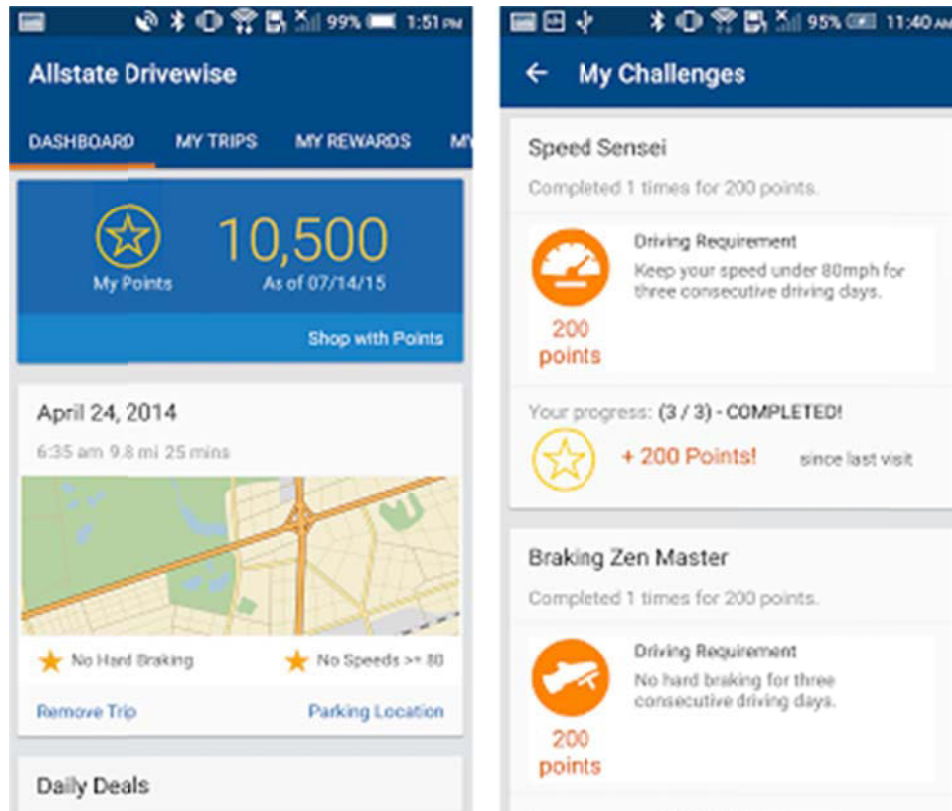 99% 1:51 PM
Allstate Drivewise
DASHBOARD MY TRIPS MY REWARDS MY
10,500
My Points As of 07/14/15
Shop with Points
April 24, 2014
6:35 am 9.8 mi 25 mins
No Hard Braking No Speeds >= 80
Remove Trip Parking Location
Daily Deals
95% 11:40 AM
My Challenges
Speed Sensei
Completed 1 times for 200 points.
Driving Requirement
Keep your speed under 80mph for
three consecutive driving days.
200
points
Your progress: (3 / 3) - COMPLETED!
+ 200 Points! since last visit
Braking Zen Master
Completed 1 times for 200 points.
Driving Requirement
No hard braking for three
consecutive driving days.
200
points